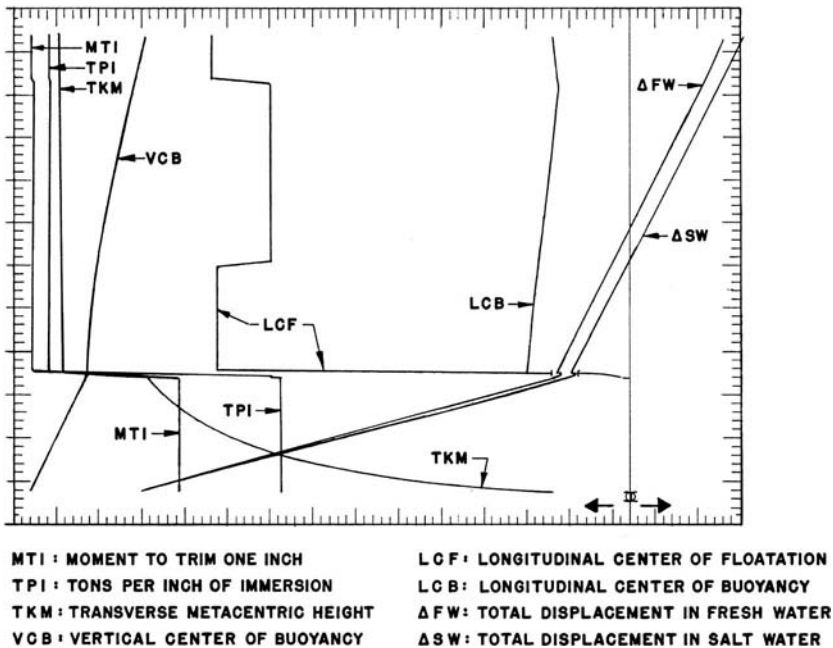 MTI
TPI
TKM
VCB
ΔFW
ΔSW
LCB
LCF
TPI
MTI
TKM
MTI : MOMENT TO TRIM ONE INCH
TPI : TONS PER INCH OF IMMERSION
TKM : TRANSVERSE METACENTRIC HEIGHT
VCB : VERTICAL CENTER OF BUOYANCY
LCF : LONGITUDINAL CENTER OF FLOATATION
LCB : LONGITUDINAL CENTER OF BUOYANCY
ΔFW : TOTAL DISPLACEMENT IN FRESH WATER
ΔSW : TOTAL DISPLACEMENT IN SALT WATER